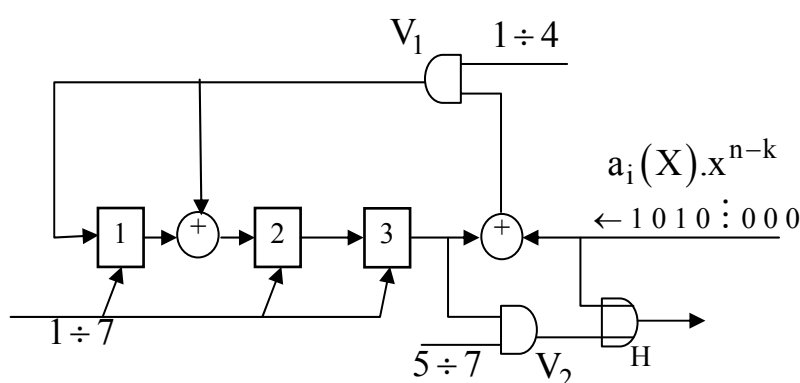 V₁
1÷4
aᵢ(X).xⁿ⁻ᵏ
← 1 0 1 0 ⋮ 0 0 0
1
+
2
3
+
1÷7
5÷7
V₂
H